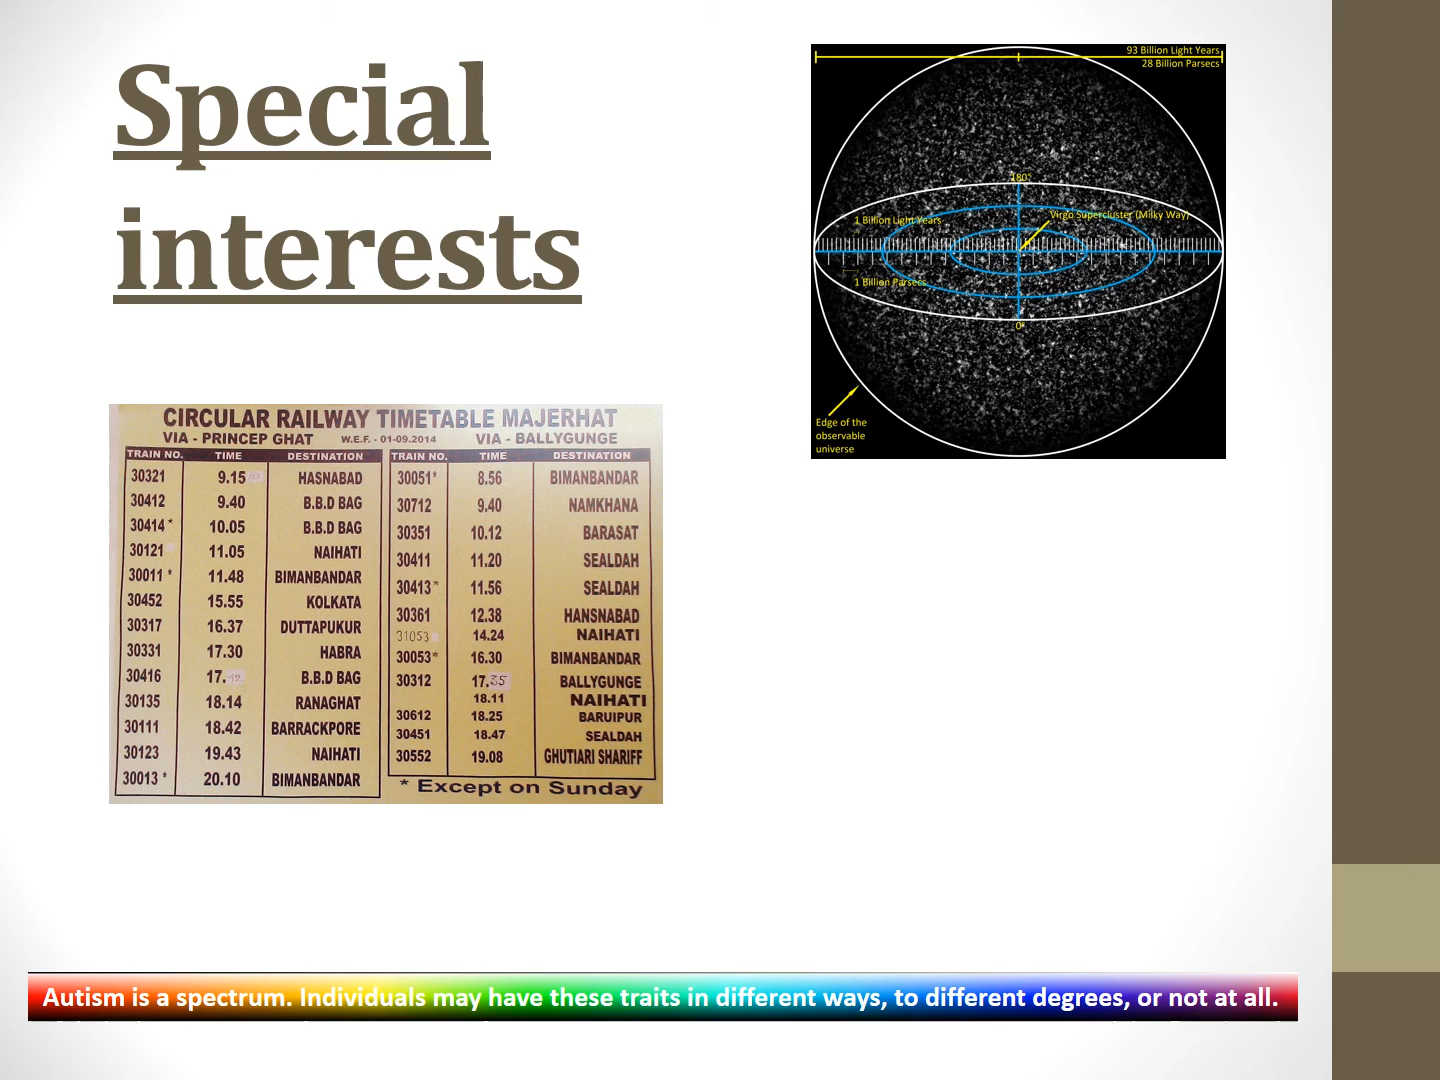 Special
interests
93 Billion Light Years
28 Billion Parsecs
180°
1 Billion Light Years
Virgo Supercluster (Milky Way)
1 Billion Parsecs
0°
Edge of the
observable
universe
CIRCULAR RAILWAY TIMETABLE MAJERHAT
VIA - PRINCEP GHAT W.E.F. - 01-09.2014 VIA - BALLYGUNGE
TRAIN NO. TIME DESTINATION
30321 9.15 HASNABAD
30412 9.40 B.B.D BAG
30414 * 10.05 B.B.D BAG
30121 11.05 NAIHATI
30011 * 11.48 BIMANBANDAR
30452 15.55 KOLKATA
30317 16.37 DUTTAPUKUR
30331 17.30 HABRA
30416 17. B.B.D BAG
30135 18.14 RANAGHAT
30111 18.42 BARRACKPORE
30123 19.43 NAIHATI
30013 * 20.10 BIMANBANDAR
TRAIN NO. TIME DESTINATION
30051* 8.56 BIMANBANDAR
30712 9.40 NAMKHANA
30351 10.12 BARASAT
30411 11.20 SEALDAH
30413* 11.56 SEALDAH
30361 12.38 HANSNABAD
31053 14.24 NAIHATI
30053* 16.30 BIMANBANDAR
30312 17.35 BALLYGUNGE
18.11 NAIHATI
30612 18.25 BARUIPUR
30451 18.47 SEALDAH
30552 19.08 GHUTIARI SHARIFF
* Except on Sunday
Autism is a spectrum. Individuals may have these traits in different ways, to different degrees, or not at all.